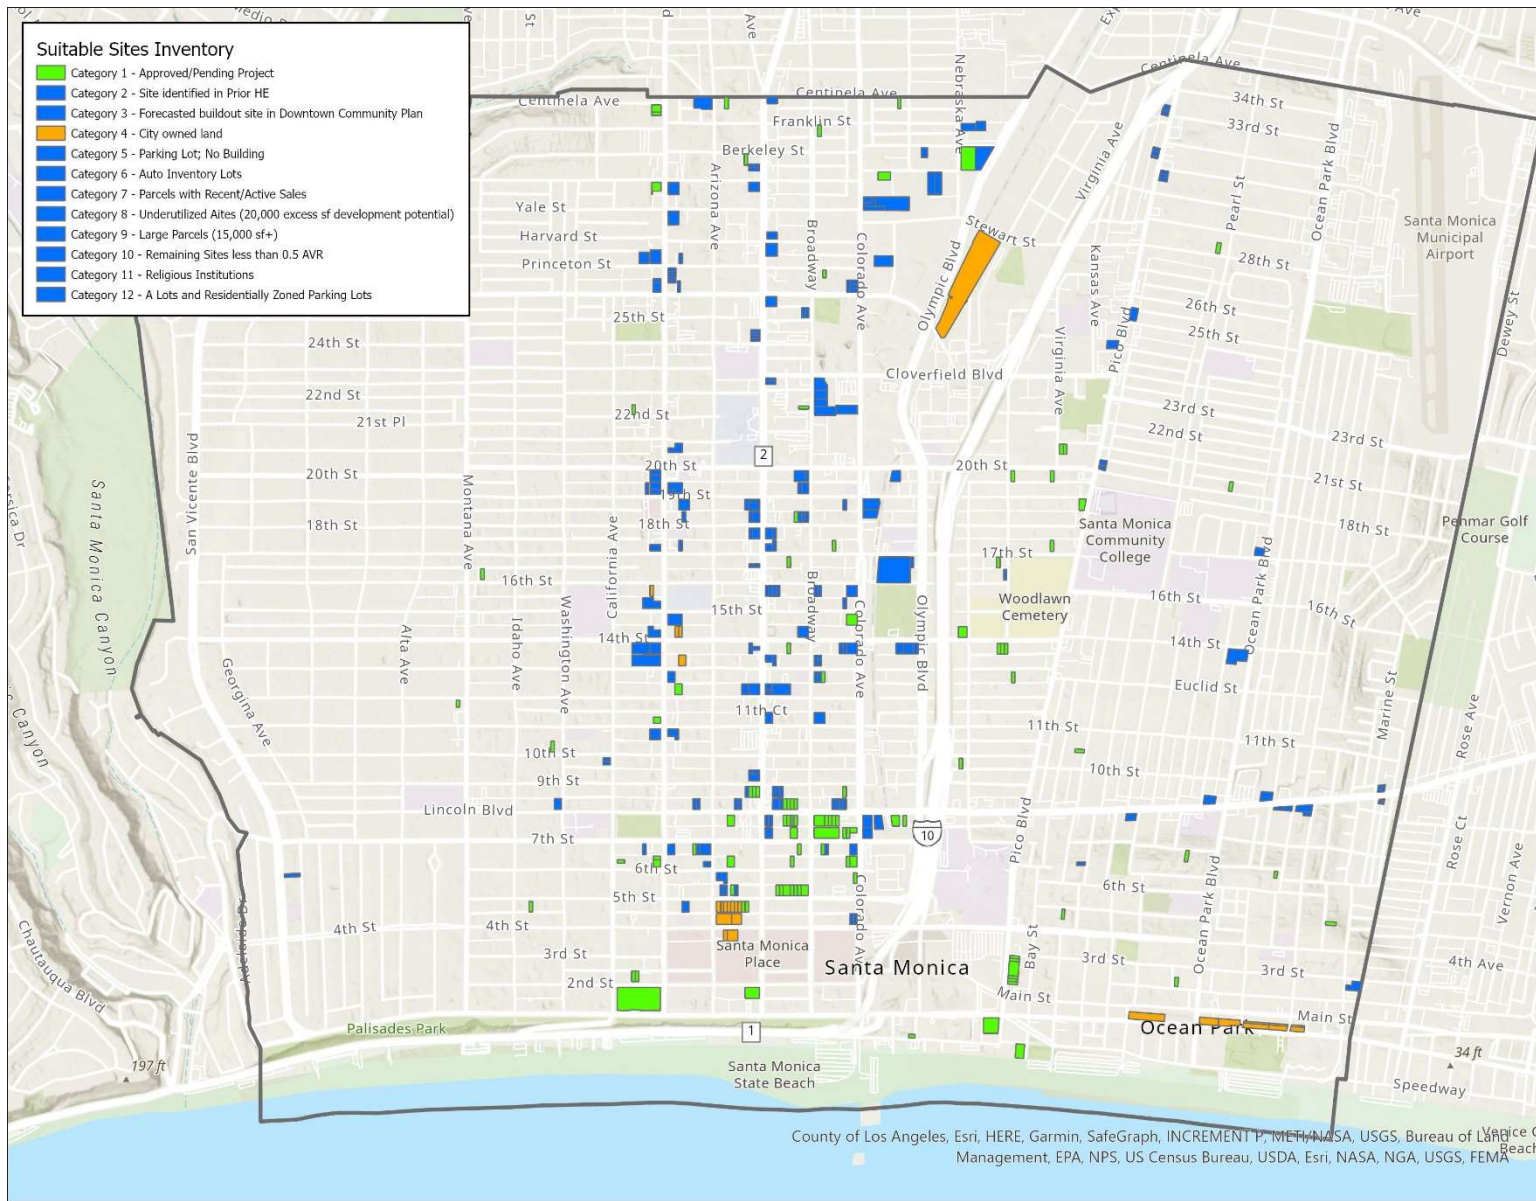 Suitable Sites Inventory
Category 1 - Approved/Pending Project
Category 2 - Site identified in Prior HE
Category 3 - Forecasted buildout site in Downtown Community Plan
Category 4 - City owned land
Category 5 - Parking Lot; No Building
Category 6 - Auto Inventory Lots
Category 7 - Parcels with Recent/Active Sales
Category 8 - Underutilized Aites (20,000 excess sf development potential)
Category 9 - Large Parcels (15,000 sf+)
Category 10 - Remaining Sites less than 0.5 AVR
Category 11 - Religious Institutions
Category 12 - A Lots and Residentially Zoned Parking Lots
St
Ave
Ave
Centinela Ave
Centinela Ave
Centinela Ave
Nebraska Ave
34th St
33rd St
Franklin St
Berkeley St
Virginia Ave
Arizona Ave
Ocean Park Blvd
Pearl St
Yale St
Harvard St
Princeton St
Broadway
Colorado Ave
Stewart St
Olympic Blvd
Kansas Ave
28th St
Santa Monica
Municipal
Airport
26th St
25th St
25th St
24th St
Pico Blvd
Virginia Ave
Dewey St
Cloverfield Blvd
22nd St
21st Pl
22nd St
23rd St
22nd St
23rd St
San Vicente Blvd
2
20th St
20th St
20th St
21st St
19th St
Montana Ave
Santa Monica Canyon
18th St
18th St
18th St
California Ave
Santa Monica
Community
College
Penmar Golf
Course
17th St
16th St
Broadway
Woodlawn
Cemetery
16th St
16th St
Ocean Park Blvd
Washington Ave
Idaho Ave
Alta Ave
15th St
14th St
14th St
Colorado Ave
Olympic Blvd
Georgina Ave
Euclid St
Marine St
Rose Ave
11th Ct
11th St
11th St
10th St
10th St
9th St
Lincoln Blvd
7th St
10
Pico Blvd
Rose Ct
6th St
6th St
5th St
Vernon Ave
Ocean Park Blvd
4th St
4th St
Colorado Ave
Adelaide Dr
Chautauqua Blvd
Bay St
3rd St
Santa Monica
Place
Santa Monica
3rd St
3rd St
4th Ave
2nd St
Main St
Main St
Palisades Park
1
Ocean Park
197 ft
34 ft
Santa Monica
State Beach
Speedway
County of Los Angeles, Esri, HERE, Garmin, SafeGraph, INCREMENT P, METI/NASA, USGS, Bureau of Land
Management, EPA, NPS, US Census Bureau, USDA, Esri, NASA, NGA, USGS, FEMA
Beach